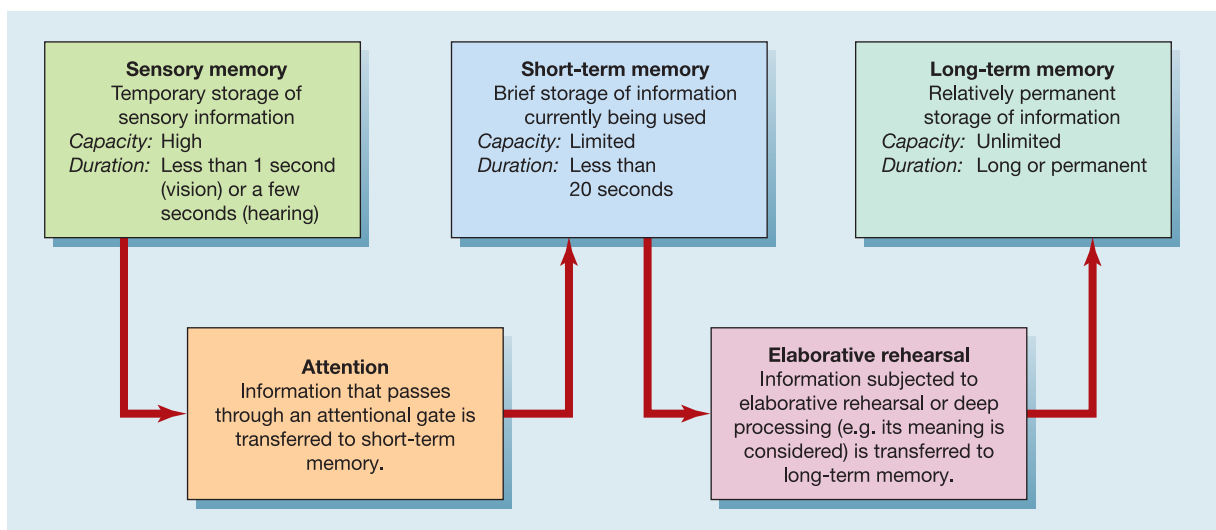 Sensory memory
Temporary storage of
sensory information
Capacity: High
Duration: Less than 1 second
(vision) or a few
seconds (hearing)
Short-term memory
Brief storage of information
currently being used
Capacity: Limited
Duration: Less than
20 seconds
Long-term memory
Relatively permanent
storage of information
Capacity: Unlimited
Duration: Long or permanent
Attention
Information that passes
through an attentional gate is
transferred to short-term
memory.
Elaborative rehearsal
Information subjected to
elaborative rehearsal or deep
processing (e.g. its meaning is
considered) is transferred to
long-term memory.